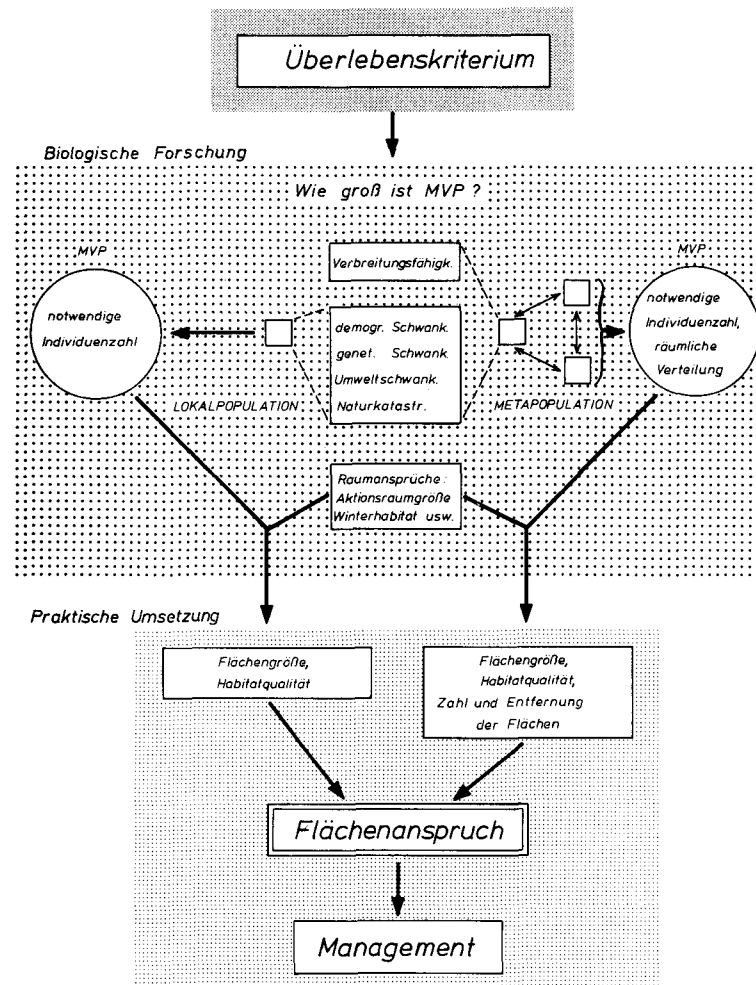 Überlebenskriterium
Biologische Forschung
Wie groß ist MVP ?
MVP
notwendige
Individuenzahl
LOKALPOPULATION
Verbreitungsfähigk.
demogr. Schwank.
genet. Schwank.
Umweltschwank.
Naturkatastr.
METAPOPULATION
MVP
notwendige
Individuenzahl,
räumliche
Verteilung
Raumansprüche:
Aktionsraumgröße
Winterhabitat usw.
Praktische Umsetzung
Flächengröße,
Habitatqualität
Flächengröße,
Habitatqualität,
Zahl und Entfernung
der Flächen
Flächenanspruch
Management